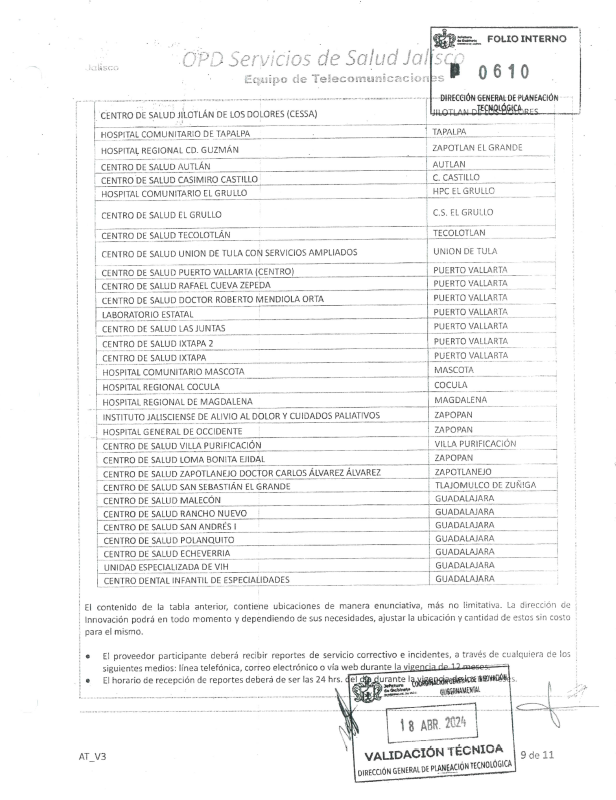 FOLIO INTERNO
Jalisco
OPD Servicios de Salud Jalisco
0610
Equipo de Telecomunicaciones
DIRECCIÓN GENERAL DE PLANEACIÓN
TECNOLÓGICA
CENTRO DE SALUD JILOTLÁN DE LOS DOLORES (CESSA) JILOTLAN DE LOS DOLORES
HOSPITAL COMUNITARIO DE TAPALPA TAPALPA
HOSPITAL REGIONAL CD. GUZMÁN ZAPOTLAN EL GRANDE
CENTRO DE SALUD AUTLÁN AUTLAN
CENTRO DE SALUD CASIMIRO CASTILLO C. CASTILLO
HOSPITAL COMUNITARIO EL GRULLO HPC EL GRULLO
CENTRO DE SALUD EL GRULLO C.S. EL GRULLO
CENTRO DE SALUD TECOLOTLÁN TECOLOTLAN
CENTRO DE SALUD UNION DE TULA CON SERVICIOS AMPLIADOS UNION DE TULA
CENTRO DE SALUD PUERTO VALLARTA (CENTRO) PUERTO VALLARTA
CENTRO DE SALUD RAFAEL CUEVA ZEPEDA PUERTO VALLARTA
CENTRO DE SALUD DOCTOR ROBERTO MENDIOLA ORTA PUERTO VALLARTA
LABORATORIO ESTATAL PUERTO VALLARTA
CENTRO DE SALUD LAS JUNTAS PUERTO VALLARTA
CENTRO DE SALUD IXTAPA 2 PUERTO VALLARTA
CENTRO DE SALUD IXTAPA PUERTO VALLARTA
HOSPITAL COMUNITARIO MASCOTA MASCOTA
HOSPITAL REGIONAL COCULA COCULA
HOSPITAL REGIONAL DE MAGDALENA MAGDALENA
INSTITUTO JALISCIENSE DE ALIVIO AL DOLOR Y CUIDADOS PALIATIVOS ZAPOPAN
HOSPITAL GENERAL DE OCCIDENTE ZAPOPAN
CENTRO DE SALUD VILLA PURIFICACIÓN VILLA PURIFICACIÓN
CENTRO DE SALUD LOMA BONITA EJIDAL ZAPOPAN
CENTRO DE SALUD ZAPOTLANEJO DOCTOR CARLOS ÁLVAREZ ÁLVAREZ ZAPOTLANEJO
CENTRO DE SALUD SAN SEBASTIÁN EL GRANDE TLAJOMULCO DE ZUÑIGA
CENTRO DE SALUD MALECÓN GUADALAJARA
CENTRO DE SALUD RANCHO NUEVO GUADALAJARA
CENTRO DE SALUD SAN ANDRÉS I GUADALAJARA
CENTRO DE SALUD POLANQUITO GUADALAJARA
CENTRO DE SALUD ECHEVERRIA GUADALAJARA
UNIDAD ESPECIALIZADA DE VIH GUADALAJARA
CENTRO DENTAL INFANTIL DE ESPECIALIDADES GUADALAJARA
El contenido de la tabla anterior, contiene ubicaciones de manera enunciativa, más no limitativa. La dirección de
Innovación podrá en todo momento y dependiendo de sus necesidades, ajustar la ubicación y cantidad de estos sin costo
para el mismo.
• El proveedor participante deberá recibir reportes de servicio correctivo e incidentes, a través de cualquiera de los
siguientes medios: línea telefónica, correo electrónico o vía web durante la vigencia de 12 meses.
• El horario de recepción de reportes deberá de ser las 24 hrs. del día durante la vigencia
Jefatura
de Gabinete
COORDINACIÓN GENERAL DE INNOVACIÓN
GUBERNAMENTAL
18 ABR. 2024
VALIDACIÓN TÉCNICA
DIRECCIÓN GENERAL DE PLANEACIÓN TECNOLÓGICA
AT_V3
9 de 11